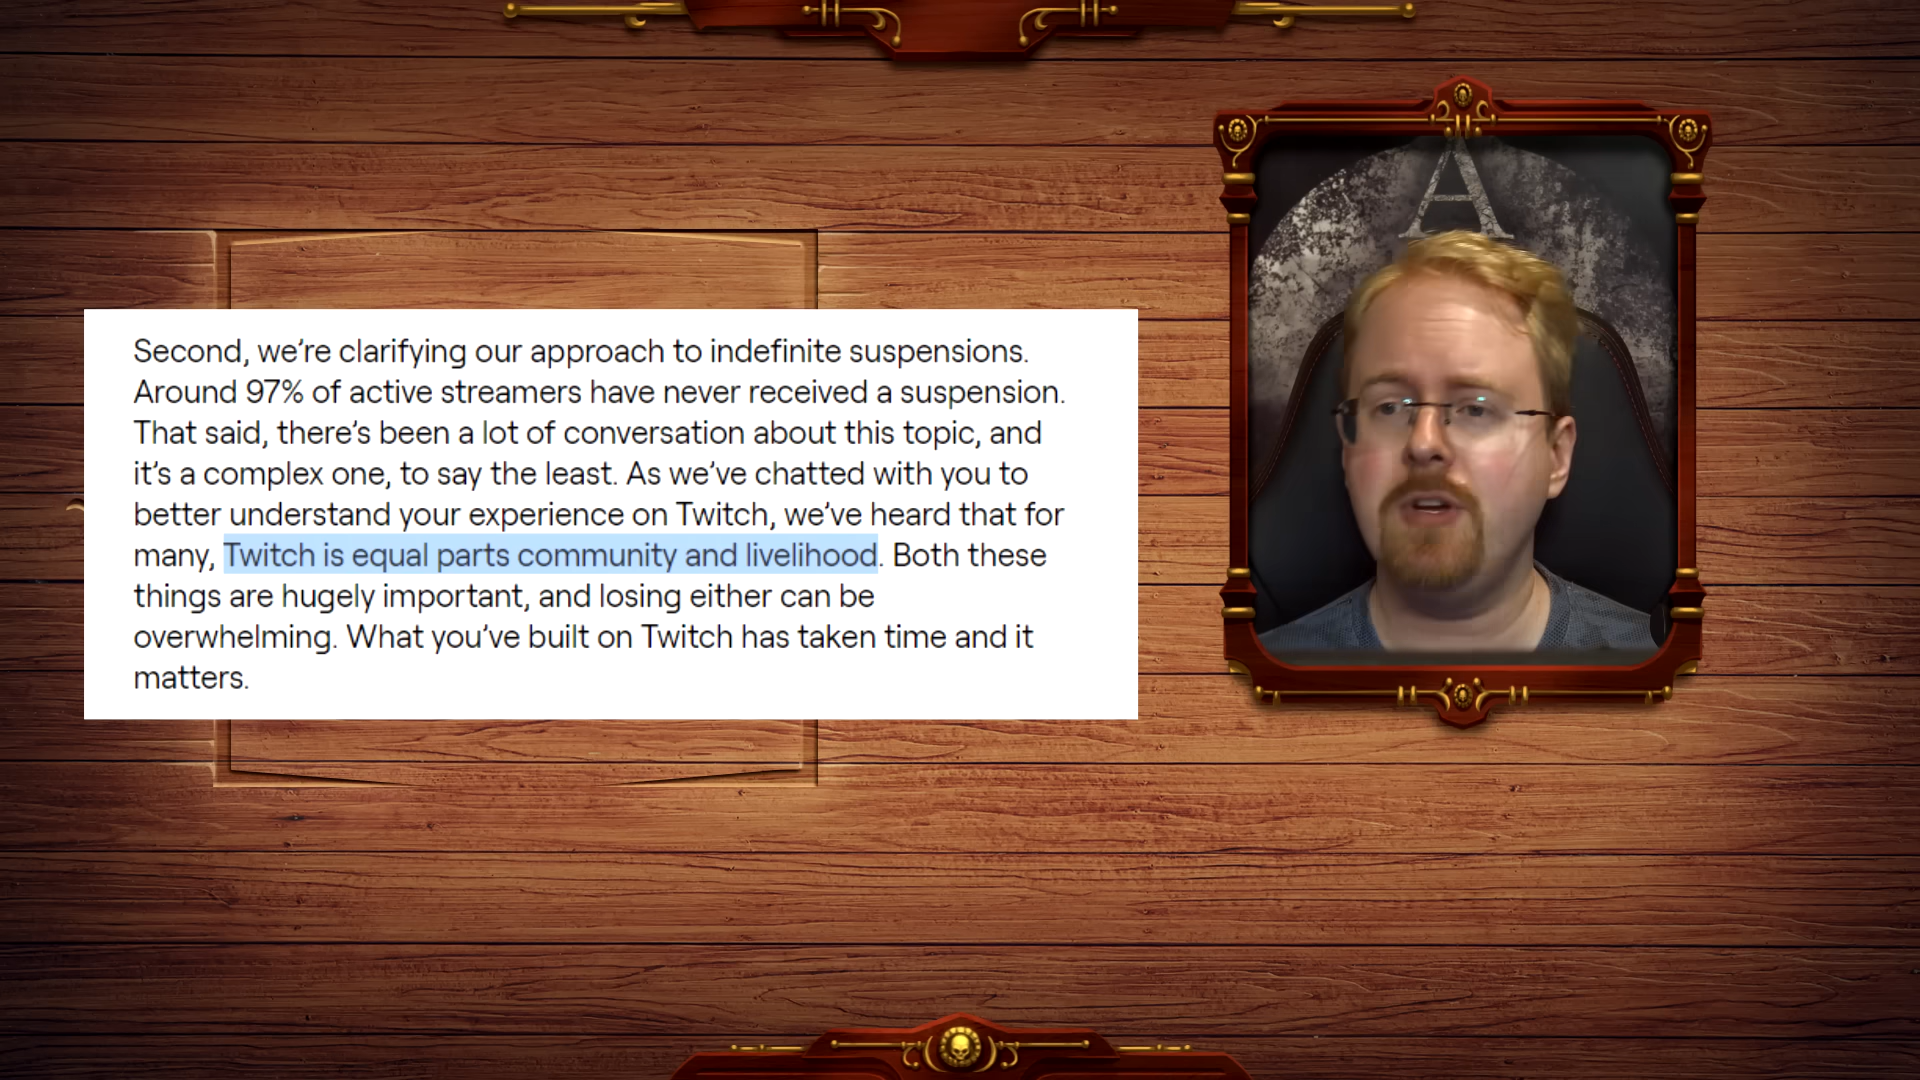 A
Second, we’re clarifying our approach to indefinite suspensions.
Around 97% of active streamers have never received a suspension.
That said, there’s been a lot of conversation about this topic, and
it’s a complex one, to say the least. As we’ve chatted with you to
better understand your experience on Twitch, we’ve heard that for
many, Twitch is equal parts community and livelihood. Both these
things are hugely important, and losing either can be
overwhelming. What you’ve built on Twitch has taken time and it
matters.